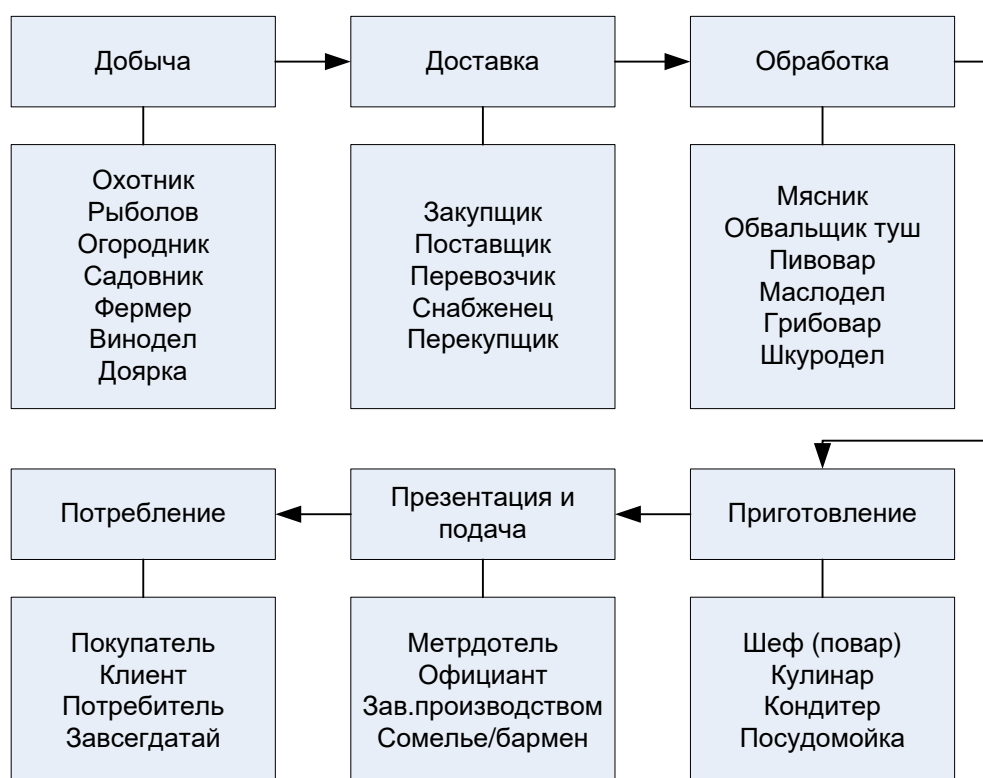 Добыча
Доставка
Обработка
Охотник
Рыболов
Огородник
Садовник
Фермер
Винодел
Доярка
Закупщик
Поставщик
Перевозчик
Снабженец
Перекупщик
Мясник
Обвальщик туш
Пивовар
Маслодел
Грибовар
Шкуродел
Потребление
Презентация и
подача
Приготовление
Покупатель
Клиент
Потребитель
Завсегдатай
Метрдотель
Официант
Зав.производством
Сомелье/бармен
Шеф (повар)
Кулинар
Кондитер
Посудомойка